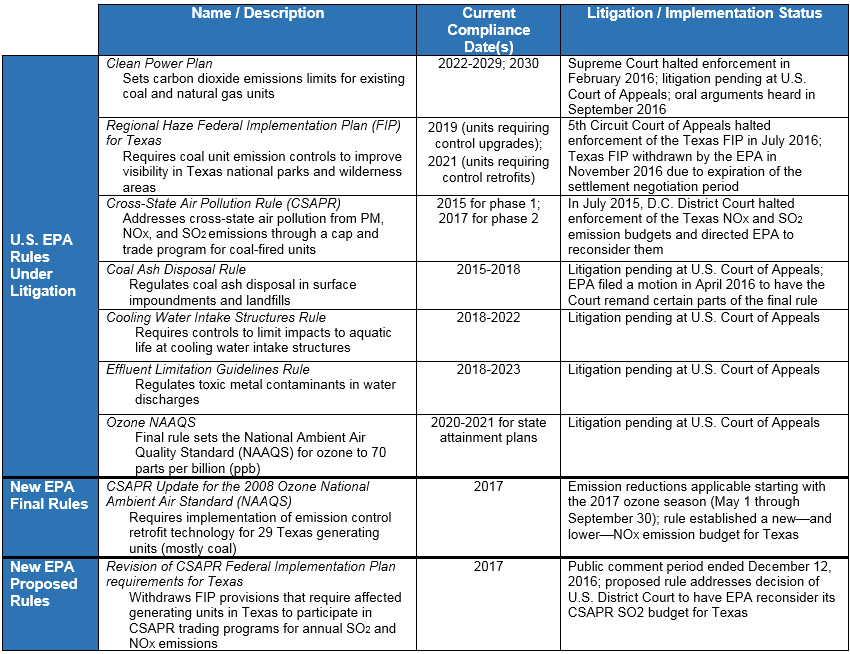 Name / Description
Current
Compliance
Date(s)
Litigation / Implementation Status
U.S. EPA
Rules
Under
Litigation
Clean Power Plan
Sets carbon dioxide emissions limits for existing
coal and natural gas units
2022-2029; 2030
Supreme Court halted enforcement in
February 2016; litigation pending at U.S.
Court of Appeals; oral arguments heard in
September 2016
Regional Haze Federal Implementation Plan (FIP)
for Texas
Requires coal unit emission controls to improve
visibility in Texas national parks and wilderness
areas
2019 (units requiring
control upgrades);
2021 (units requiring
control retrofits)
5th Circuit Court of Appeals halted
enforcement of the Texas FIP in July 2016;
Texas FIP withdrawn by the EPA in
November 2016 due to expiration of the
settlement negotiation period
Cross-State Air Pollution Rule (CSAPR)
Addresses cross-state air pollution from PM,
NOx, and SO2 emissions through a cap and
trade program for coal-fired units
2015 for phase 1;
2017 for phase 2
In July 2015, D.C. District Court halted
enforcement of the Texas NOx and SO2
emission budgets and directed EPA to
reconsider them
Coal Ash Disposal Rule
Regulates coal ash disposal in surface
impoundments and landfills
2015-2018
Litigation pending at U.S. Court of Appeals;
EPA filed a motion in April 2016 to have the
Court remand certain parts of the final rule
Cooling Water Intake Structures Rule
Requires controls to limit impacts to aquatic
life at cooling water intake structures
2018-2022
Litigation pending at U.S. Court of Appeals
Effluent Limitation Guidelines Rule
Regulates toxic metal contaminants in water
discharges
2018-2023
Litigation pending at U.S. Court of Appeals
Ozone NAAQS
Final rule sets the National Ambient Air
Quality Standard (NAAQS) for ozone to 70
parts per billion (ppb)
2020-2021 for state
attainment plans
Litigation pending at U.S. Court of Appeals
New EPA
Final Rules
CSAPR Update for the 2008 Ozone National
Ambient Air Standard (NAAQS)
Requires implementation of emission control
retrofit technology for 29 Texas generating
units (mostly coal)
2017
Emission reductions applicable starting with
the 2017 ozone season (May 1 through
September 30); rule established a new—and
lower—NOx emission budget for Texas
New EPA
Proposed
Rules
Revision of CSAPR Federal Implementation Plan
requirements for Texas
Withdraws FIP provisions that require affected
generating units in Texas to participate in
CSAPR trading programs for annual SO2 and
NOx emissions
2017
Public comment period ended December 12,
2016; proposed rule addresses decision of
U.S. District Court to have EPA reconsider its
CSAPR SO2 budget for Texas